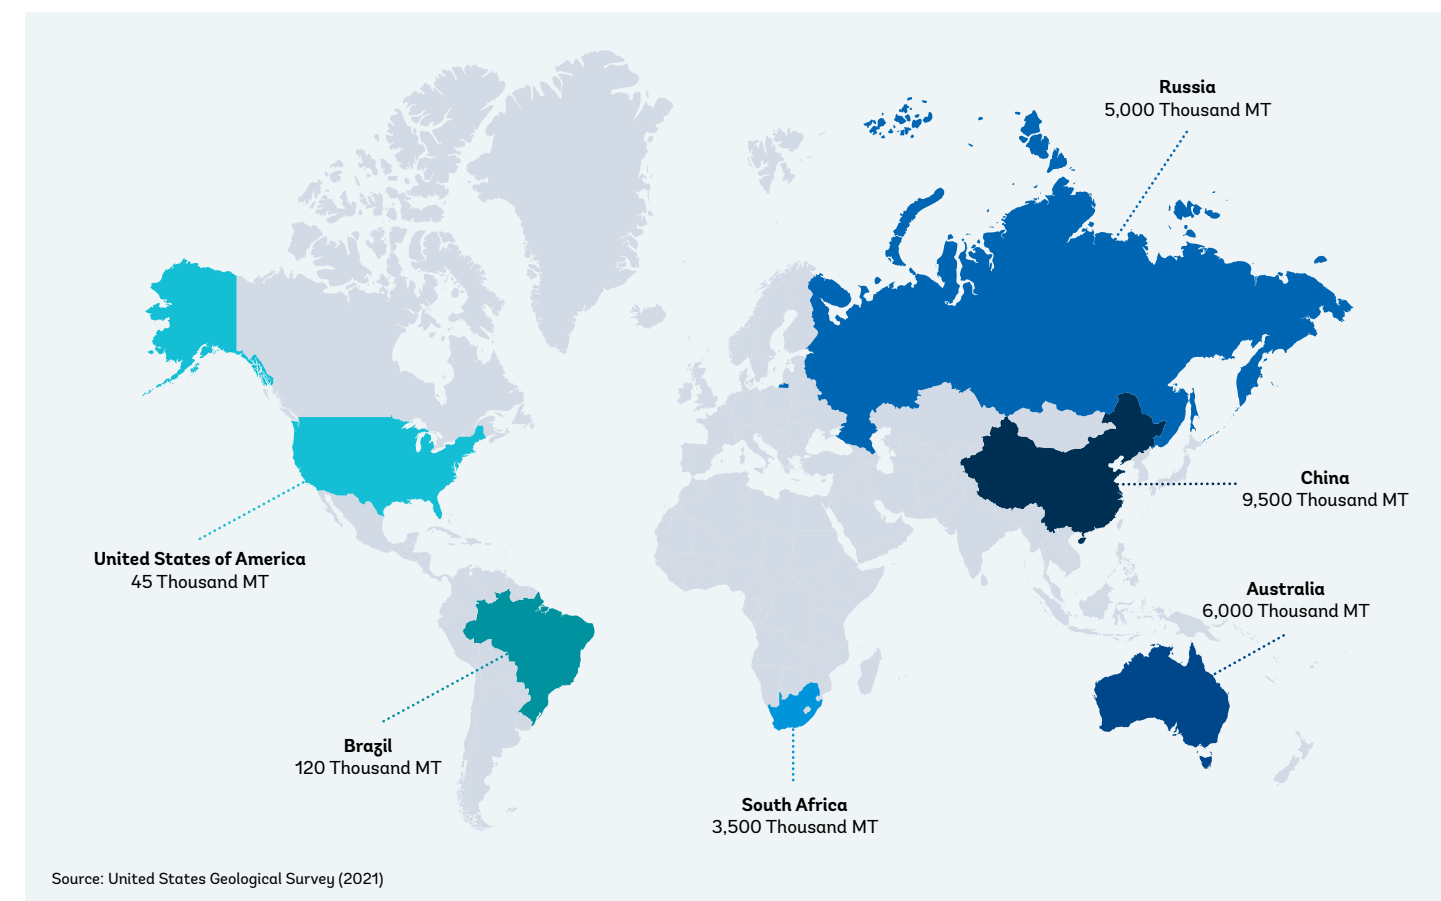 Russia
5,000 Thousand MT
China
9,500 Thousand MT
United States of America
45 Thousand MT
Australia
6,000 Thousand MT
Brazil
120 Thousand MT
South Africa
3,500 Thousand MT
Source: United States Geological Survey (2021)